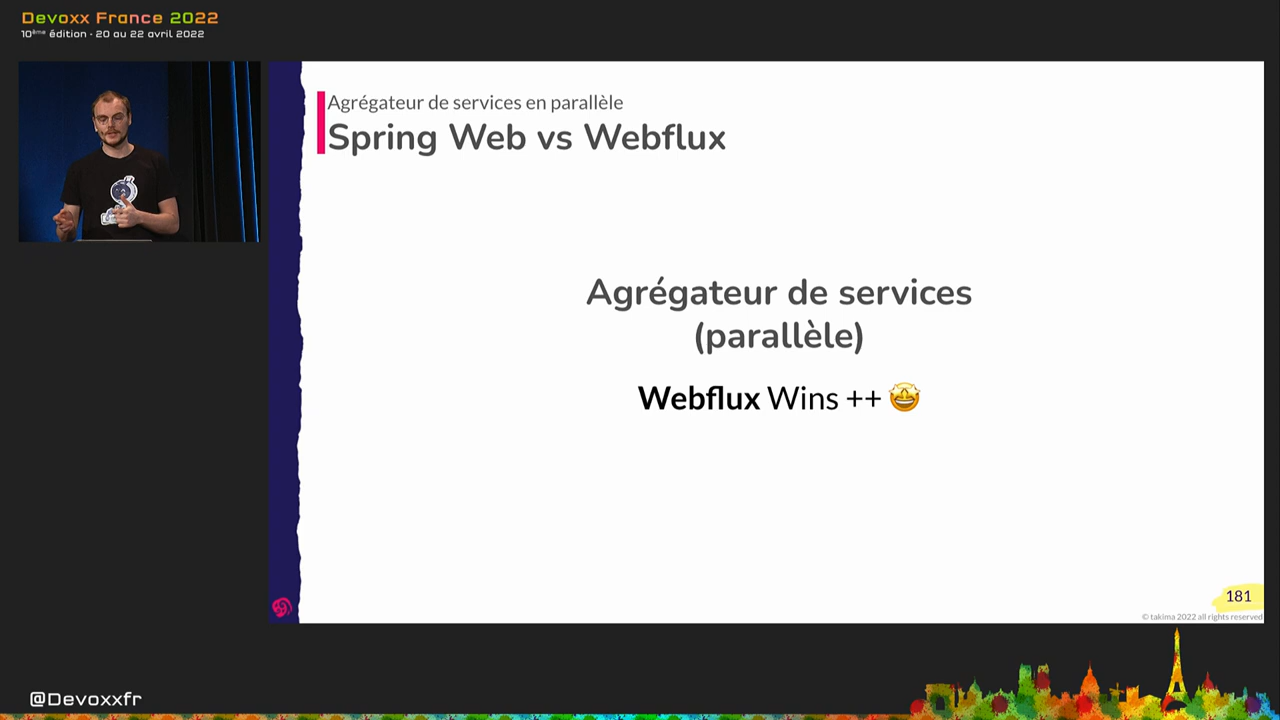 Devoxx France 2022
10ème édition - 20 au 22 avril 2022
Agrégateur de services en parallèle
Spring Web vs Webflux
Agrégateur de services
(parallèle)
Webflux Wins ++ 🤩
181
© takima 2022 all rights reserved
@Devoxxfr